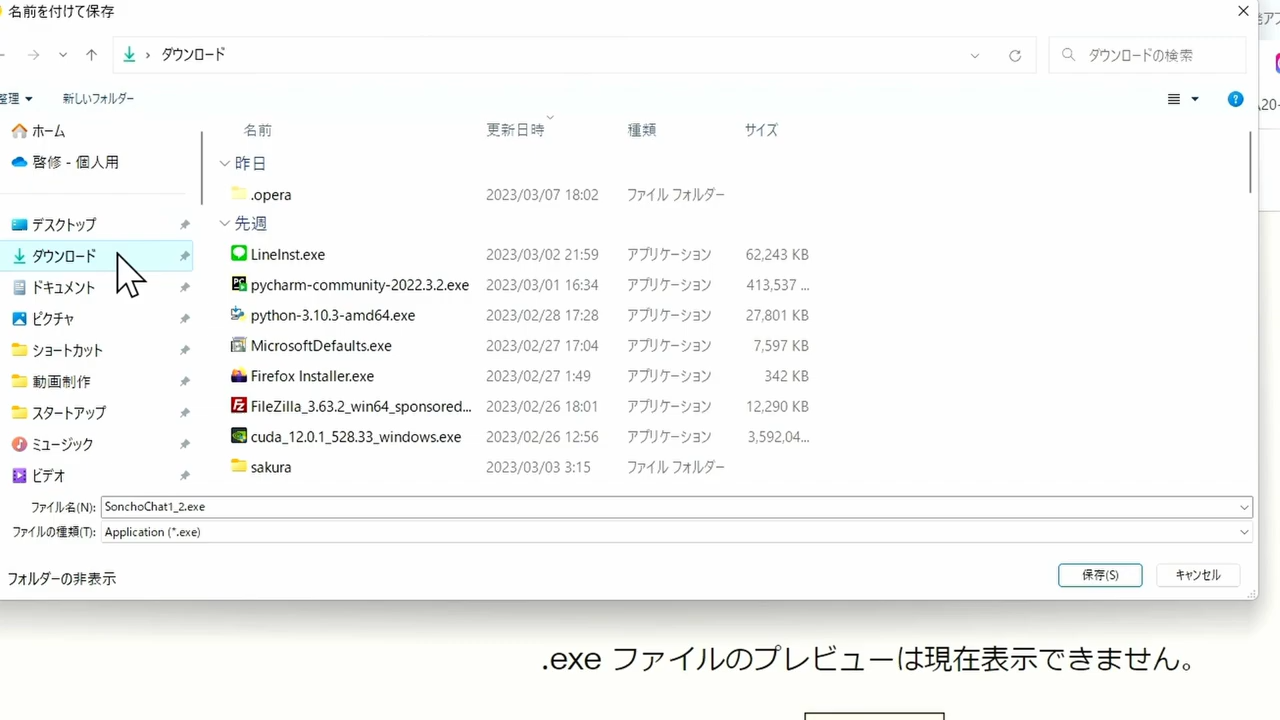 名前を付けて保存
ダウンロード
ダウンロードの検索
整理
新しいフォルダー
ホーム
啓修 - 個人用
デスクトップ
ダウンロード
ドキュメント
ピクチャ
ショートカット
動画制作
スタートアップ
ミュージック
ビデオ
名前 更新日時 種類 サイズ
昨日
.opera 2023/03/07 18:02 ファイル フォルダー
先週
LineInst.exe 2023/03/02 21:59 アプリケーション 62,243 KB
pycharm-community-2022.3.2.exe 2023/03/01 16:34 アプリケーション 413,537 ...
python-3.10.3-amd64.exe 2023/02/28 17:28 アプリケーション 27,801 KB
MicrosoftDefaults.exe 2023/02/27 17:04 アプリケーション 7,597 KB
Firefox Installer.exe 2023/02/27 1:49 アプリケーション 342 KB
FileZilla_3.63.2_win64_sponsored... 2023/02/26 18:01 アプリケーション 12,290 KB
cuda_12.0.1_528.33_windows.exe 2023/02/26 12:56 アプリケーション 3,592,04...
sakura 2023/03/03 3:15 ファイル フォルダー
ファイル名(N): SonchoChat1_2.exe
ファイルの種類(T): Application (*.exe)
フォルダーの非表示
保存(S)
キャンセル
.exe ファイルのプレビューは現在表示できません。